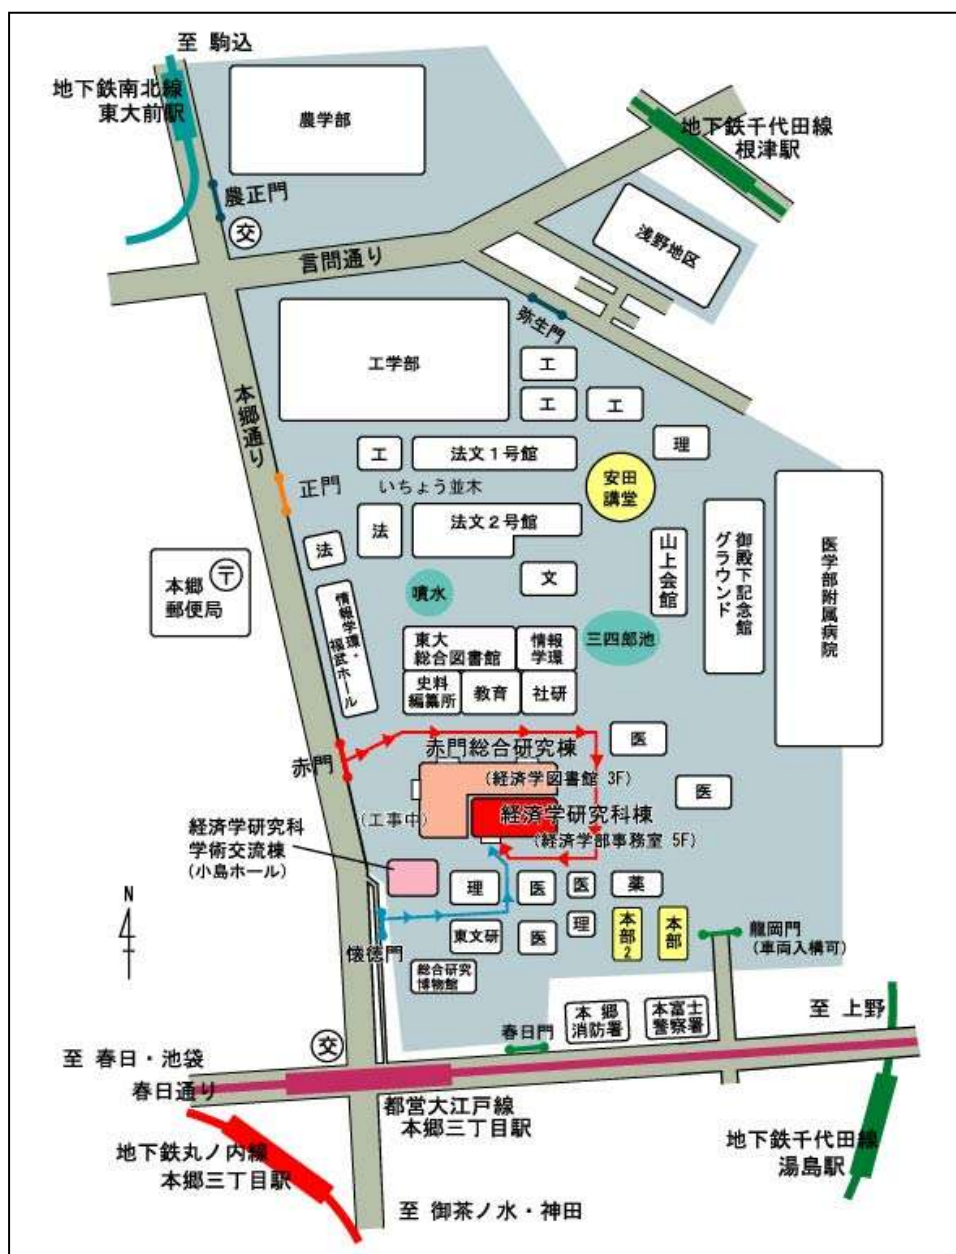 至 駒込
地下鉄南北線
東大前駅
農学部
地下鉄千代田線
根津駅
農正門
交
浅野地区
言問通り
弥生門
工学部
工
工
工
本郷通り
理
工
法文1号館
安田
講堂
正門
いちょう並木
法
法文2号館
法
山上会館
御殿下記念館
グラウンド
医学部附属病院
本郷
郵便局
〒
文
噴水
情報学環・
福武ホール
三四郎池
東大
総合図書館
情報
学環
史料
編纂所
教育
社研
医
赤門
赤門総合研究棟
(経済学図書館 3F)
医
経済学研究科棟
(工事中)
(経済学部事務室 5F)
経済学研究科
学術交流棟
(小島ホール)
理
医
医
薬
N
理
本部2
本部
龍岡門
(車両入構可)
懐徳門
東文研
医
総合研究
博物館
本郷
消防署
本富士
警察署
至 上野
春日門
交
至 春日・池袋
春日通り
都営大江戸線
本郷三丁目駅
地下鉄丸ノ内線
本郷三丁目駅
地下鉄千代田線
湯島駅
至 御茶ノ水・神田